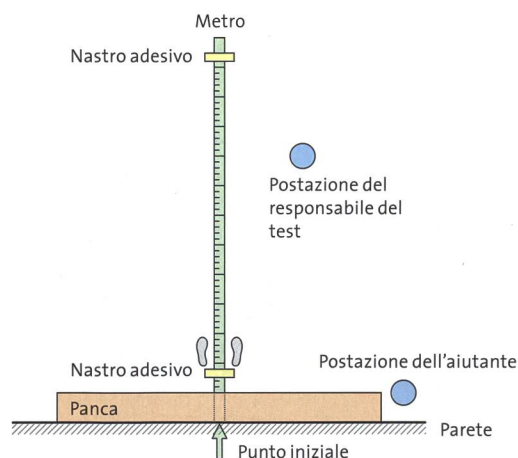 Metro
Nastro adesivo
Postazione del
responsabile del
test
Nastro adesivo
Postazione dell'aiutante
Panca
Parete
Punto iniziale